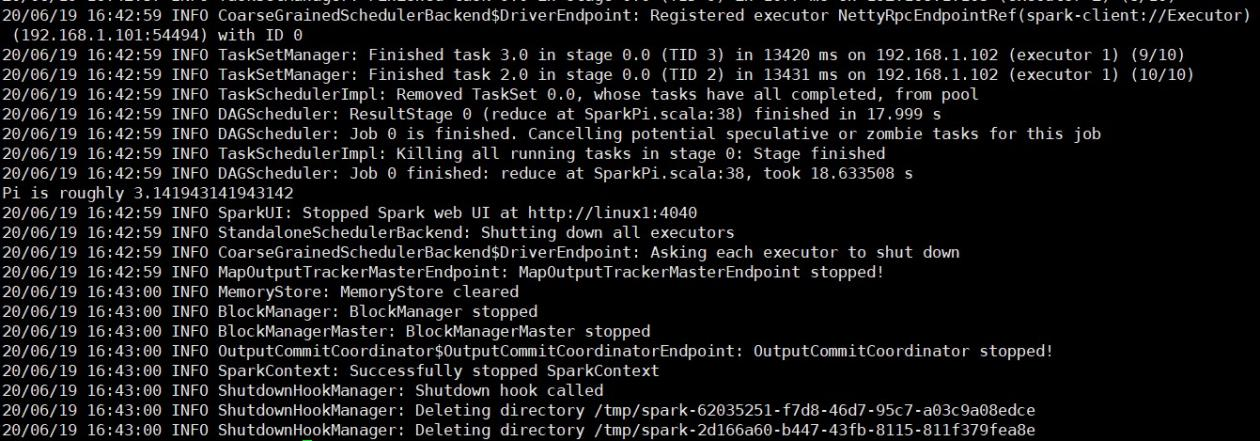 20/06/19 16:42:59 INFO CoarseGrainedSchedulerBackend$DriverEndpoint: Registered executor NettyRpcEndpointRef(spark-client://Executor)
(192.168.1.101:54494) with ID 0
20/06/19 16:42:59 INFO TaskSetManager: Finished task 3.0 in stage 0.0 (TID 3) in 13420 ms on 192.168.1.102 (executor 1) (9/10)
20/06/19 16:42:59 INFO TaskSetManager: Finished task 2.0 in stage 0.0 (TID 2) in 13431 ms on 192.168.1.102 (executor 1) (10/10)
20/06/19 16:42:59 INFO TaskSchedulerImpl: Removed TaskSet 0.0, whose tasks have all completed, from pool
20/06/19 16:42:59 INFO DAGScheduler: ResultStage 0 (reduce at SparkPi.scala:38) finished in 17.999 s
20/06/19 16:42:59 INFO DAGScheduler: Job 0 is finished. Cancelling potential speculative or zombie tasks for this job
20/06/19 16:42:59 INFO TaskSchedulerImpl: Killing all running tasks in stage 0: Stage finished
20/06/19 16:42:59 INFO DAGScheduler: Job 0 finished: reduce at SparkPi.scala:38, took 18.633508 s
Pi is roughly 3.141943141943142
20/06/19 16:42:59 INFO SparkUI: Stopped Spark web UI at http://linux1:4040
20/06/19 16:42:59 INFO StandaloneSchedulerBackend: Shutting down all executors
20/06/19 16:42:59 INFO CoarseGrainedSchedulerBackend$DriverEndpoint: Asking each executor to shut down
20/06/19 16:42:59 INFO MapOutputTrackerMasterEndpoint: MapOutputTrackerMasterEndpoint stopped!
20/06/19 16:43:00 INFO MemoryStore: MemoryStore cleared
20/06/19 16:43:00 INFO BlockManager: BlockManager stopped
20/06/19 16:43:00 INFO BlockManagerMaster: BlockManagerMaster stopped
20/06/19 16:43:00 INFO OutputCommitCoordinator$OutputCommitCoordinatorEndpoint: OutputCommitCoordinator stopped!
20/06/19 16:43:00 INFO SparkContext: Successfully stopped SparkContext
20/06/19 16:43:00 INFO ShutdownHookManager: Shutdown hook called
20/06/19 16:43:00 INFO ShutdownHookManager: Deleting directory /tmp/spark-62035251-f7d8-46d7-95c7-a03c9a08edce
20/06/19 16:43:00 INFO ShutdownHookManager: Deleting directory /tmp/spark-2d166a60-b447-43fb-8115-811f379fea8e